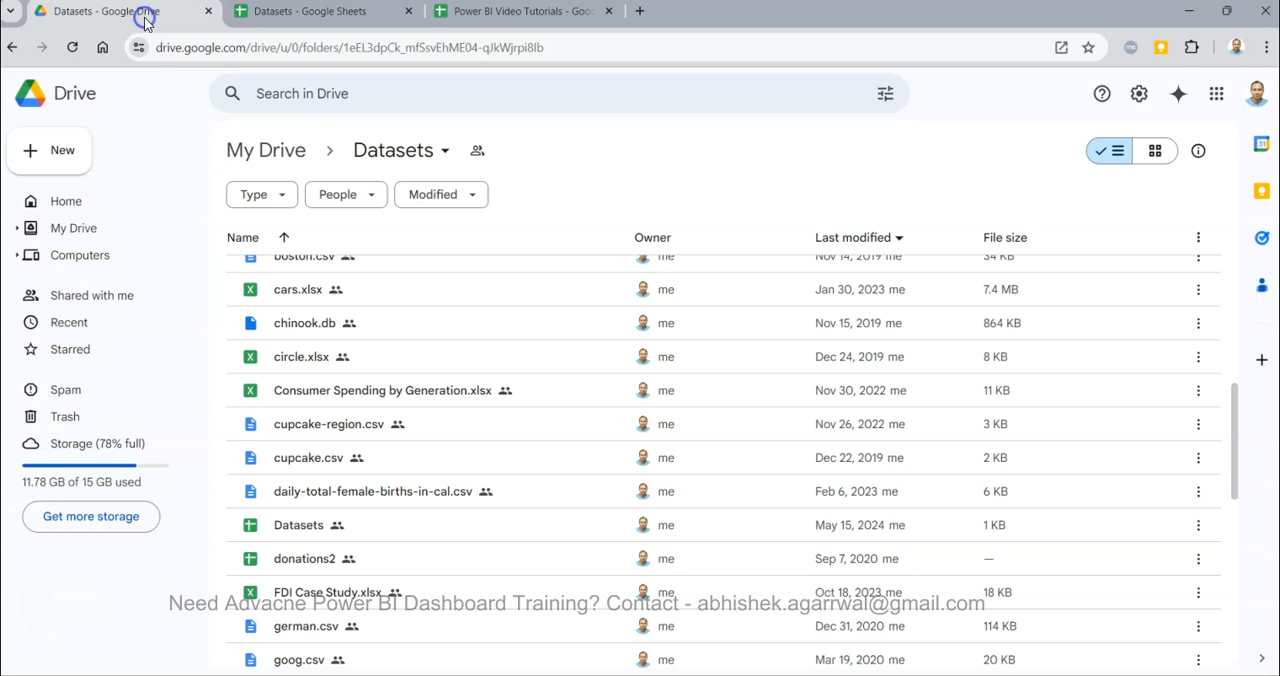 Datasets - Google Drive
Datasets - Google Sheets
Power BI Video Tutorials - Goo
drive.google.com/drive/u/0/folders/1eEL3dpCk_mfSsvEhME04-qJkWjrpi8Ib
Drive
Search in Drive
New
My Drive > Datasets
Type
People
Modified
Home
My Drive
Computers
Shared with me
Recent
Starred
Spam
Trash
Storage (78% full)
11.78 GB of 15 GB used
Get more storage
Name Owner Last modified File size
boston.csv me Nov 14, 2019 me 34 KB
cars.xlsx me Jan 30, 2023 me 7.4 MB
chinook.db me Nov 15, 2019 me 864 KB
circle.xlsx me Dec 24, 2019 me 8 KB
Consumer Spending by Generation.xlsx me Nov 30, 2022 me 11 KB
cupcake-region.csv me Nov 26, 2022 me 3 KB
cupcake.csv me Dec 22, 2019 me 2 KB
daily-total-female-births-in-cal.csv me Feb 6, 2023 me 6 KB
Datasets me May 15, 2024 me 1 KB
donations2 me Sep 7, 2020 me —
FDI Case Study.xlsx me Oct 18, 2023 me 18 KB
Need Advacne Power BI Dashboard Training? Contact - abhishek.agarrwal@gmail.com
german.csv me Dec 31, 2020 me 114 KB
goog.csv me Mar 19, 2020 me 20 KB